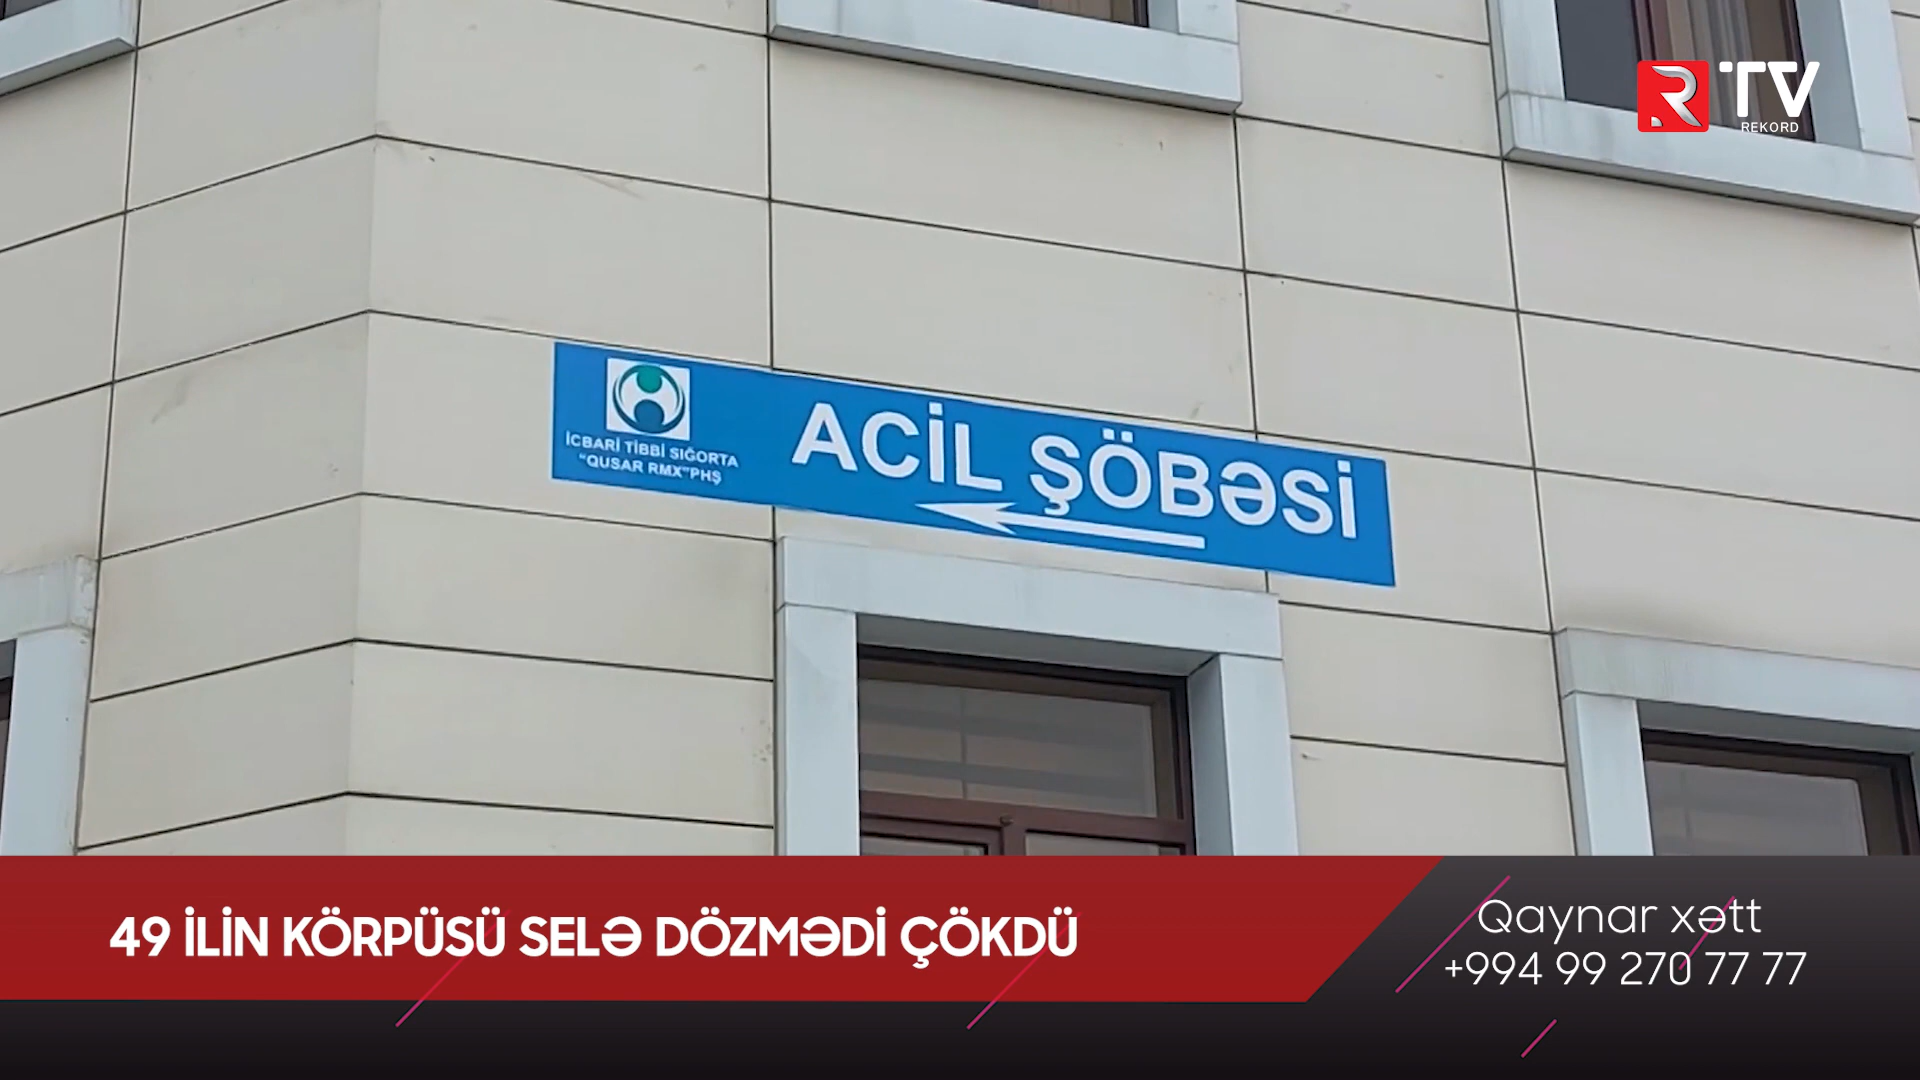 R TV
REKORD
İCBARİ TİBBİ SIĞORTA
"QUSAR RMX"PHŞ
ACİL ŞÖBƏSİ
49 İLİN KÖRPÜSÜ SELƏ DÖZMƏDİ ÇÖKDÜ
Qaynar xətt
+994 99 270 77 77